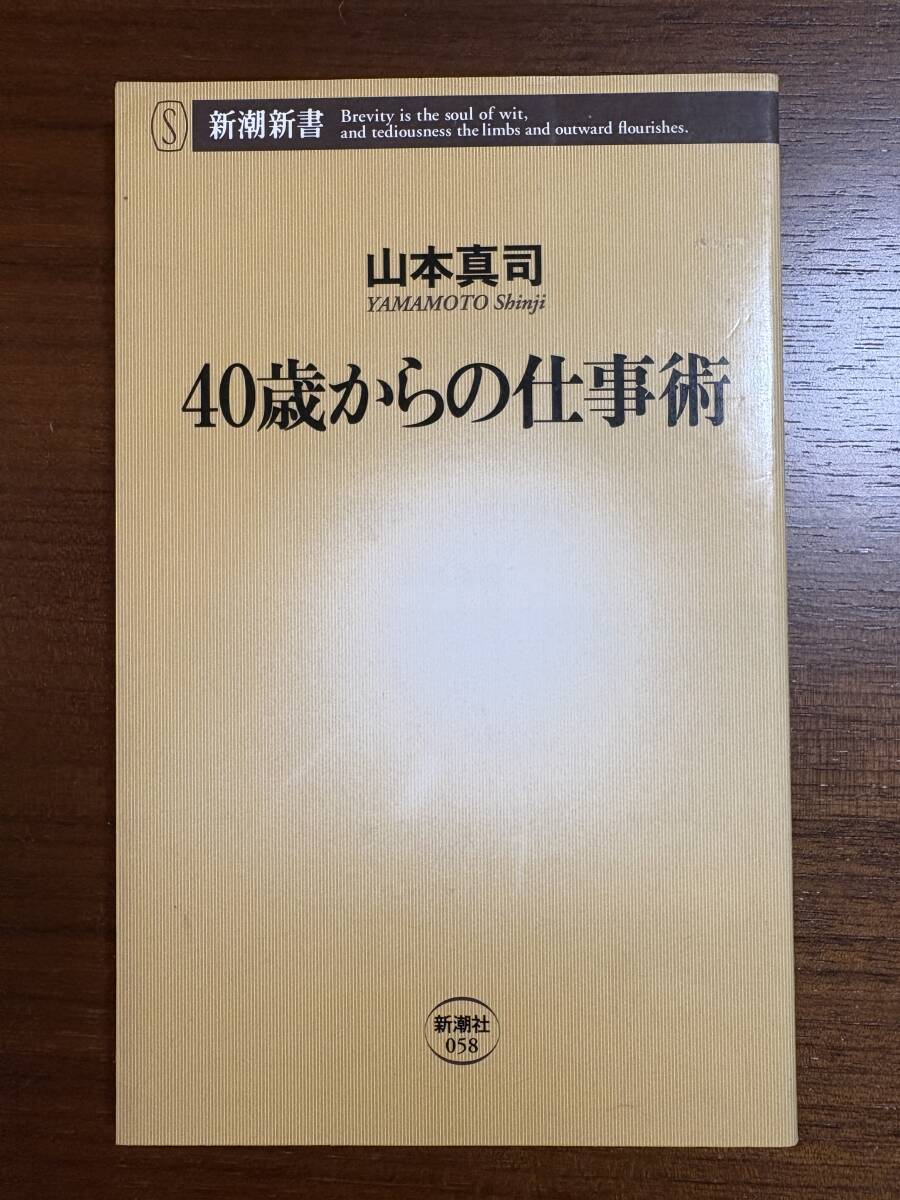 S
新潮新書
Brevity is the soul of wit,
and tediousness the limbs and outward flourishes.
山本真司
YAMAMOTO Shinji
40歳からの仕事術
新潮社
058